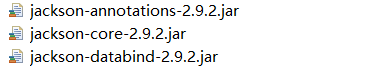 jackson-annotations-2.9.2.jar
jackson-core-2.9.2.jar
jackson-databind-2.9.2.jar